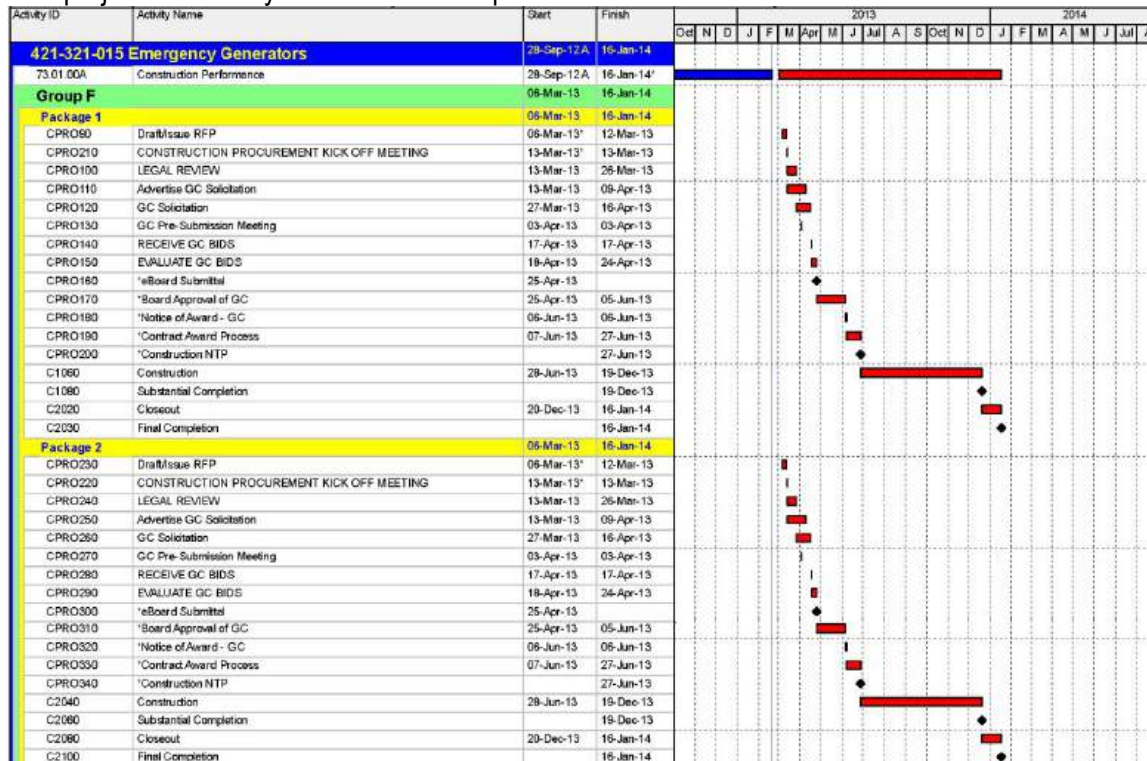 Activity ID Activity Name Start Finish 2013 2014
Oct N D J F M Apr M J Jul A S Oct N D J F M A M J Jul A
421-321-015 Emergency Generators 28-Sep-12 A 16-Jan-14
73.01.00A Construction Performance 28-Sep-12 A 16-Jan-14*
Group F 06-Mar-13 16-Jan-14
Package 1 06-Mar-13 16-Jan-14
CPRO90 Draft/Issue RFP 06-Mar-13* 12-Mar-13
CPRO210 CONSTRUCTION PROCUREMENT KICK OFF MEETING 13-Mar-13* 13-Mar-13
CPRO100 LEGAL REVIEW 13-Mar-13 26-Mar-13
CPRO110 Advertise GC Solicitation 13-Mar-13 09-Apr-13
CPRO120 GC Solicitation 27-Mar-13 16-Apr-13
CPRO130 GC Pre-Submission Meeting 03-Apr-13 03-Apr-13
CPRO140 RECEIVE GC BIDS 17-Apr-13 17-Apr-13
CPRO150 EVALUATE GC BIDS 18-Apr-13 24-Apr-13
CPRO160 *eBoard Submittal 25-Apr-13
CPRO170 *Board Approval of GC 25-Apr-13 05-Jun-13
CPRO180 *Notice of Award - GC 06-Jun-13 06-Jun-13
CPRO190 *Contract Award Process 07-Jun-13 27-Jun-13
CPRO200 *Construction NTP 27-Jun-13
C1060 Construction 28-Jun-13 19-Dec-13
C1080 Substantial Completion 19-Dec-13
C2020 Closeout 20-Dec-13 16-Jan-14
C2030 Final Completion 16-Jan-14
Package 2 06-Mar-13 16-Jan-14
CPRO230 Draft/Issue RFP 06-Mar-13* 12-Mar-13
CPRO220 CONSTRUCTION PROCUREMENT KICK OFF MEETING 13-Mar-13* 13-Mar-13
CPRO240 LEGAL REVIEW 13-Mar-13 26-Mar-13
CPRO250 Advertise GC Solicitation 13-Mar-13 09-Apr-13
CPRO260 GC Solicitation 27-Mar-13 16-Apr-13
CPRO270 GC Pre-Submission Meeting 03-Apr-13 03-Apr-13
CPRO280 RECEIVE GC BIDS 17-Apr-13 17-Apr-13
CPRO290 EVALUATE GC BIDS 18-Apr-13 24-Apr-13
CPRO300 *eBoard Submittal 25-Apr-13
CPRO310 *Board Approval of GC 25-Apr-13 05-Jun-13
CPRO320 *Notice of Award - GC 06-Jun-13 06-Jun-13
CPRO330 *Contract Award Process 07-Jun-13 27-Jun-13
CPRO340 *Construction NTP 27-Jun-13
C2040 Construction 28-Jun-13 19-Dec-13
C2060 Substantial Completion 19-Dec-13
C2080 Closeout 20-Dec-13 16-Jan-14
C2100 Final Completion 16-Jan-14